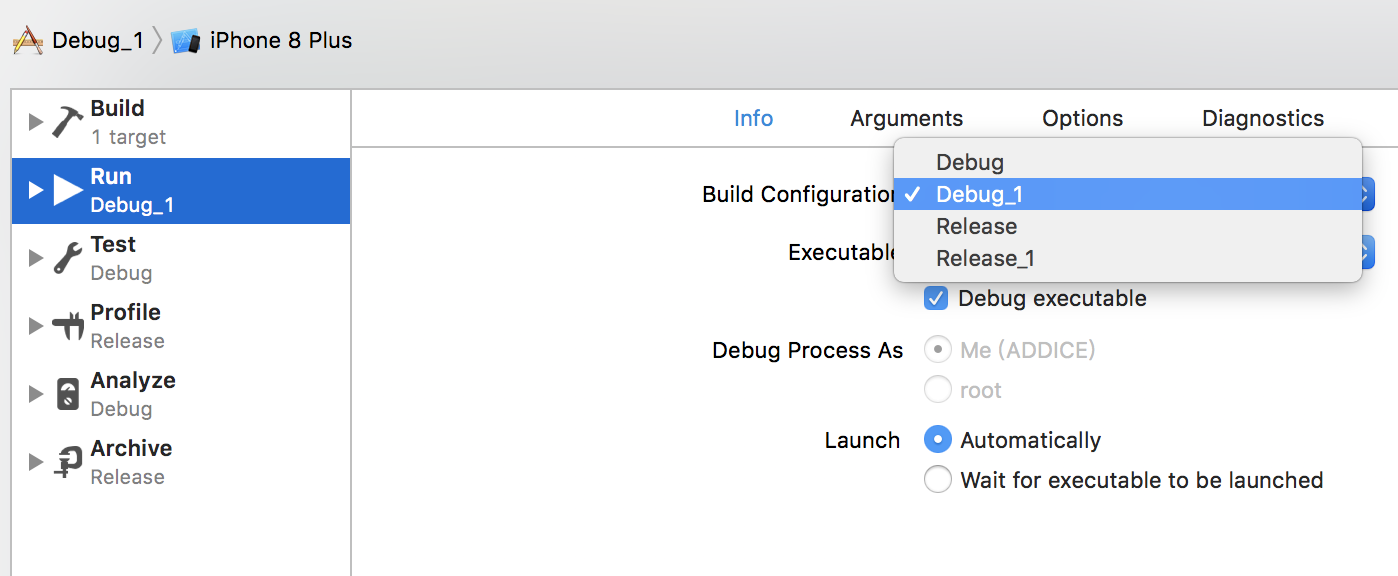 Debug_1 iPhone 8 Plus
Build
1 target
Run
Debug_1
Test
Debug
Profile
Release
Analyze
Debug
Archive
Release
Info Arguments Options Diagnostics
Build Configuration
Debug
Debug_1
Release
Release_1
Executable
Debug executable
Debug Process As Me (ADDICE)
root
Launch Automatically
Wait for executable to be launched